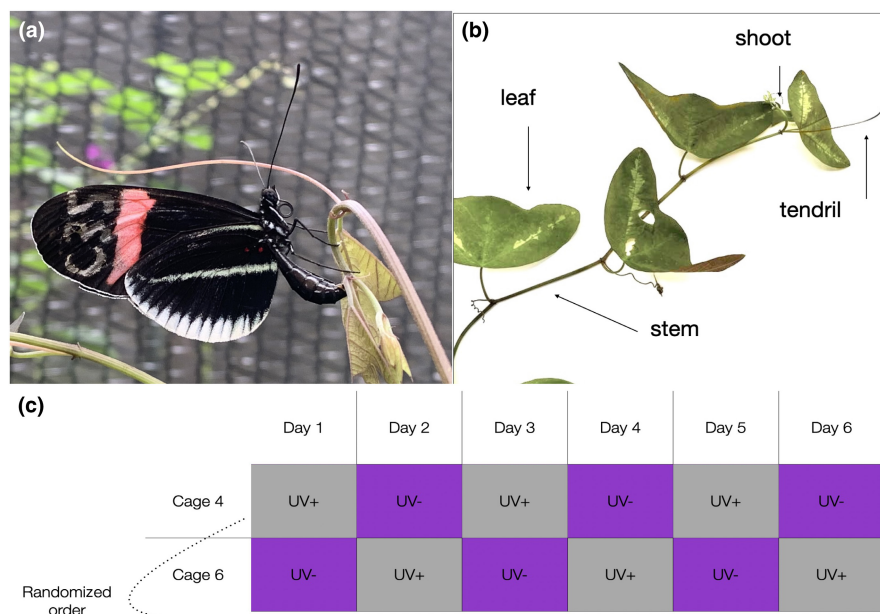 (a)
(b)
shoot
leaf
tendril
stem
(c)
Day 1 Day 2 Day 3 Day 4 Day 5 Day 6
Cage 4 UV+ UV- UV+ UV- UV+ UV-
Cage 6 UV- UV+ UV- UV+ UV- UV+
Randomized
order